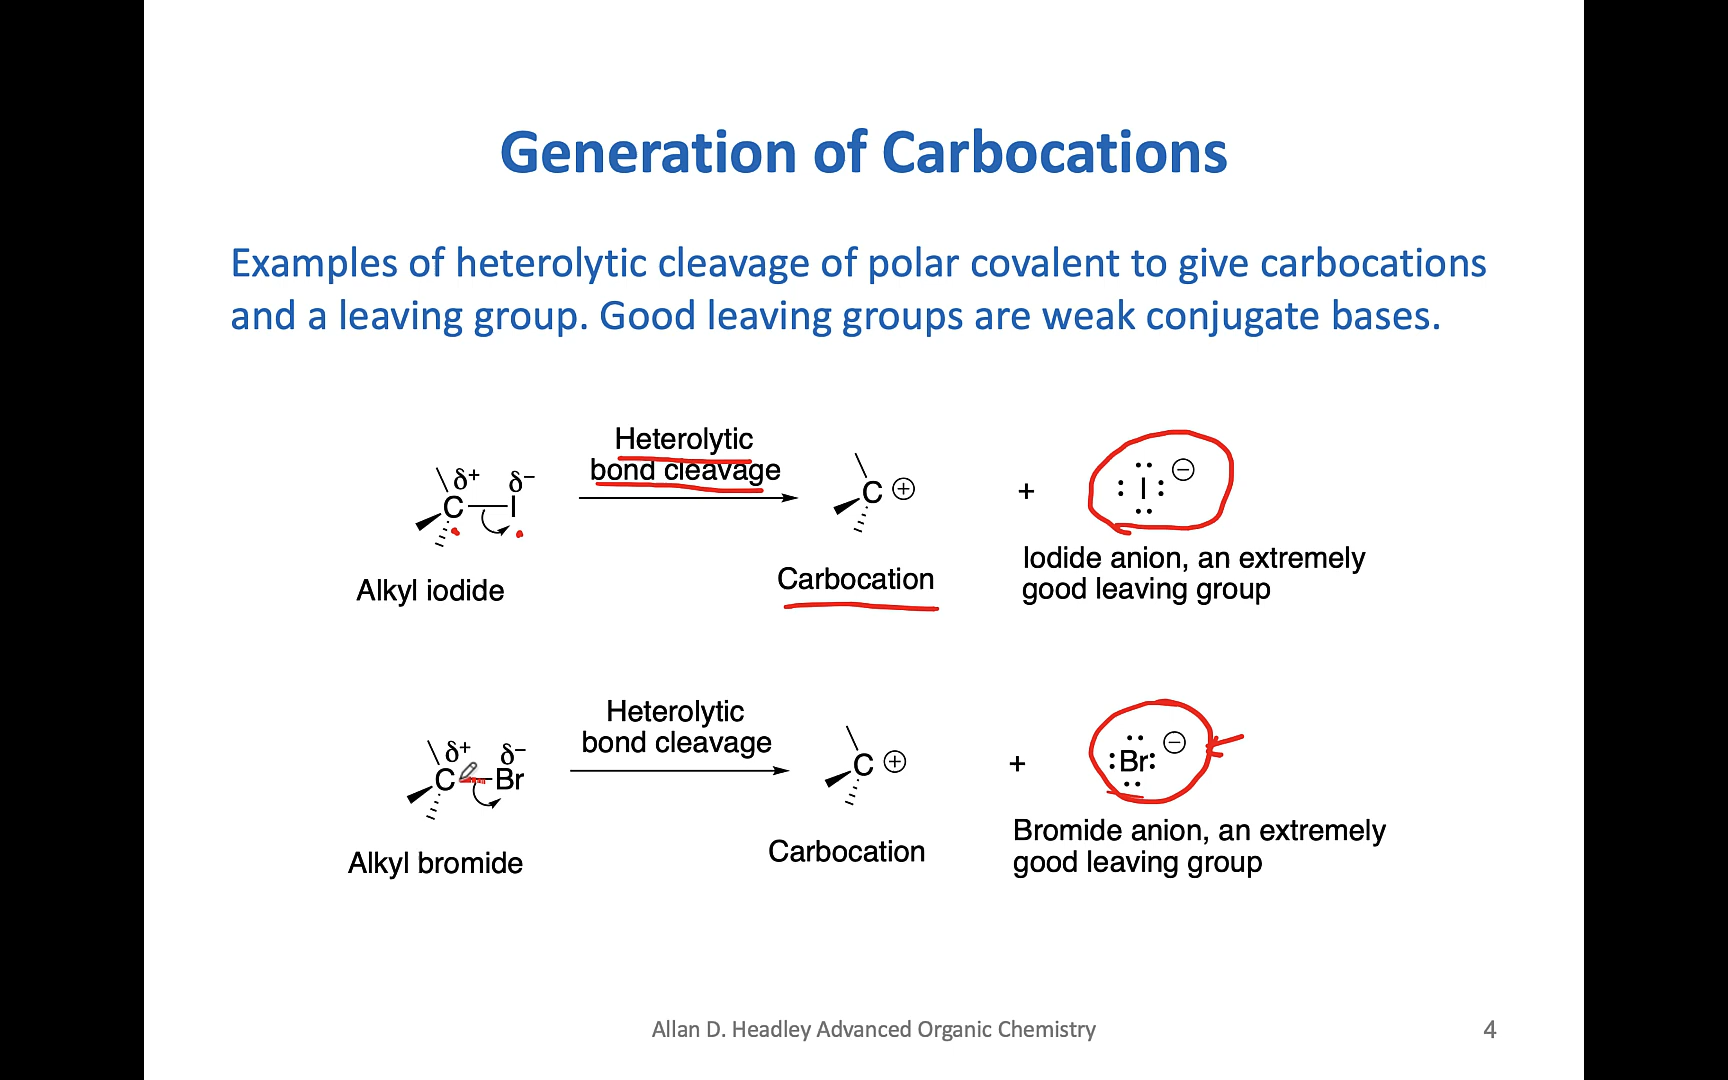 Generation of Carbocations
Examples of heterolytic cleavage of polar covalent to give carbocations
and a leaving group. Good leaving groups are weak conjugate bases.
Heterolytic
bond cleavage
δ+ δ−
C I
C ⊕
+
:I: ⊖
Alkyl iodide
Carbocation
Iodide anion, an extremely
good leaving group
Heterolytic
bond cleavage
δ+ δ−
C Br
C ⊕
+
:Br: ⊖
Alkyl bromide
Carbocation
Bromide anion, an extremely
good leaving group
Allan D. Headley Advanced Organic Chemistry
4